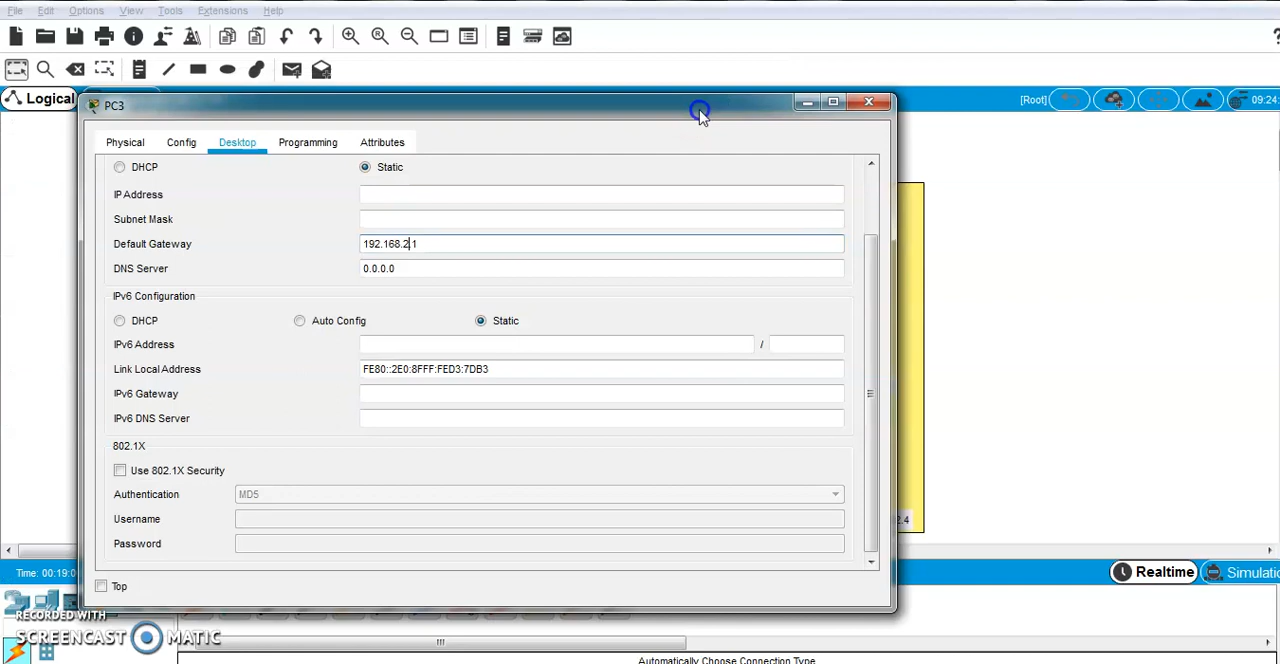 File Edit Options View Tools Extensions Help
?
Logical
[Root]
09:24:
PC3
Physical Config Desktop Programming Attributes
DHCP Static
IP Address
Subnet Mask
Default Gateway 192.168.2.1
DNS Server 0.0.0.0
IPv6 Configuration
DHCP Auto Config Static
IPv6 Address /
Link Local Address FE80::2E0:8FFF:FED3:7DB3
IPv6 Gateway
IPv6 DNS Server
802.1X
Use 802.1X Security
Authentication MD5
Username
2.4
Password
Time: 00:19:0
Realtime
Simulatio
Top
RECORDED WITH
SCREENCAST MATIC
Automatically Choose Connection Type